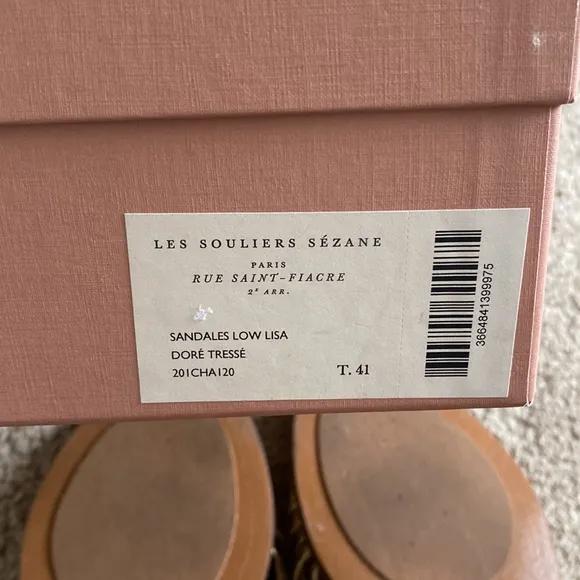 LES SOULIERS SÉZANE
PARIS
RUE SAINT-FIACRE
2ᵉ ARR.
SANDALES LOW LISA
DORÉ TRESSÉ
201CHA120
T. 41
3664841399975